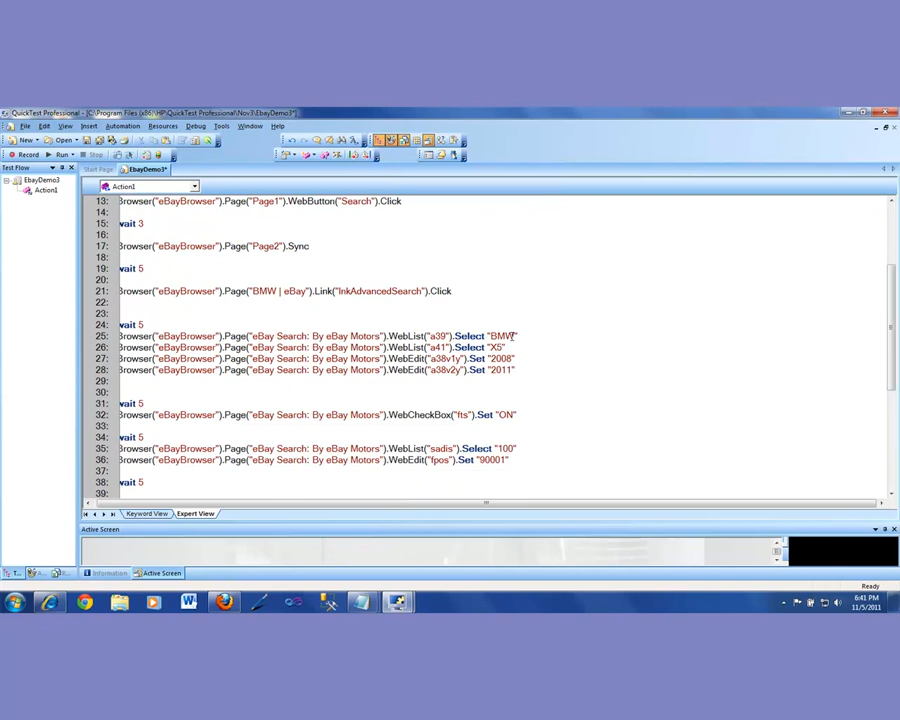 QuickTest Professional - [C:\Program Files (x86)\HP\QuickTest Professional\Nov3\EbayDemo3*]
File Edit View Insert Automation Resources Debug Tools Window Help
New Open
Record Run Stop
Test Flow
Start Page EbayDemo3*
EbayDemo3
Action1
Action1
13: Browser("eBayBrowser").Page("Page1").WebButton("Search").Click
14:
15: wait 3
16:
17: Browser("eBayBrowser").Page("Page2").Sync
18:
19: wait 5
20:
21: Browser("eBayBrowser").Page("BMW | eBay").Link("lnkAdvancedSearch").Click
22:
23:
24: wait 5
25: Browser("eBayBrowser").Page("eBay Search: By eBay Motors").WebList("a39").Select "BMW"
26: Browser("eBayBrowser").Page("eBay Search: By eBay Motors").WebList("a41").Select "X5"
27: Browser("eBayBrowser").Page("eBay Search: By eBay Motors").WebEdit("a38v1y").Set "2008"
28: Browser("eBayBrowser").Page("eBay Search: By eBay Motors").WebEdit("a38v2y").Set "2011"
29:
30:
31: wait 5
32: Browser("eBayBrowser").Page("eBay Search: By eBay Motors").WebCheckBox("fts").Set "ON"
33:
34: wait 5
35: Browser("eBayBrowser").Page("eBay Search: By eBay Motors").WebList("sadis").Select "100"
36: Browser("eBayBrowser").Page("eBay Search: By eBay Motors").WebEdit("fpos").Set "90001"
37:
38: wait 5
39:
Keyword View Expert View
Active Screen
T... A... R... Information Active Screen
Ready
6:41 PM
11/5/2011